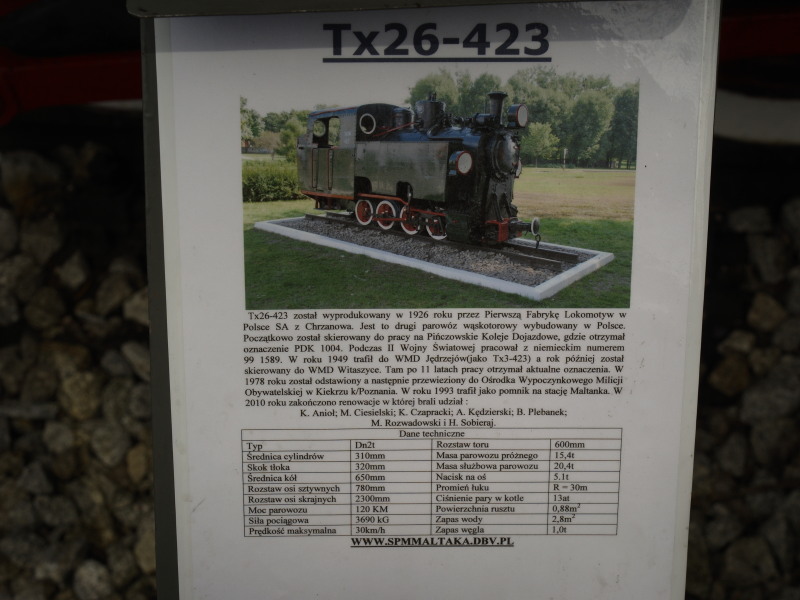 Tx26-423
Tx26-423 został wyprodukowany w 1926 roku przez Pierwszą Fabrykę Lokomotyw w
Polsce SA z Chrzanowa. Jest to drugi parowóz wąskotorowy wybudowany w Polsce.
Początkowo został skierowany do pracy na Pińczowskie Koleje Dojazdowe, gdzie otrzymał
oznaczenie PDK 1004. Podczas II Wojny Światowej pracował z niemieckim numerem
99 1589. W roku 1949 trafił do WMD Jędrzejów(jako Tx3-423) a rok później został
skierowany do WMD Witaszyce. Tam po 11 latach pracy otrzymał aktualne oznaczenia. W
1978 roku został odstawiony a następnie przewieziony do Ośrodka Wypoczynkowego Milicji
Obywatelskiej w Kiekrzu k/Poznania. W roku 1993 trafił jako pomnik na stację Maltanka. W
2010 roku zakończono renowacje w której brali udział :
K. Anioł; M. Ciesielski; K. Czapracki; A. Kędzierski; B. Plebanek;
M. Rozwadowski i H. Sobieraj.
Dane techniczne
Typ Dn2t Rozstaw toru 600mm
Średnica cylindrów 310mm Masa parowozu próżnego 15,4t
Skok tłoka 320mm Masa służbowa parowozu 20,4t
Średnica kół 650mm Nacisk na oś 5.1t
Rozstaw osi sztywnych 780mm Promień łuku R = 30m
Rozstaw osi skrajnych 2300mm Ciśnienie pary w kotle 13at
Moc parowozu 120 KM Powierzchnia rusztu 0,88m²
Siła pociągowa 3690 kG Zapas wody 2,8m³
Prędkość maksymalna 30km/h Zapas węgla 1,0t
WWW.SPMMALTAKA.DBV.PL